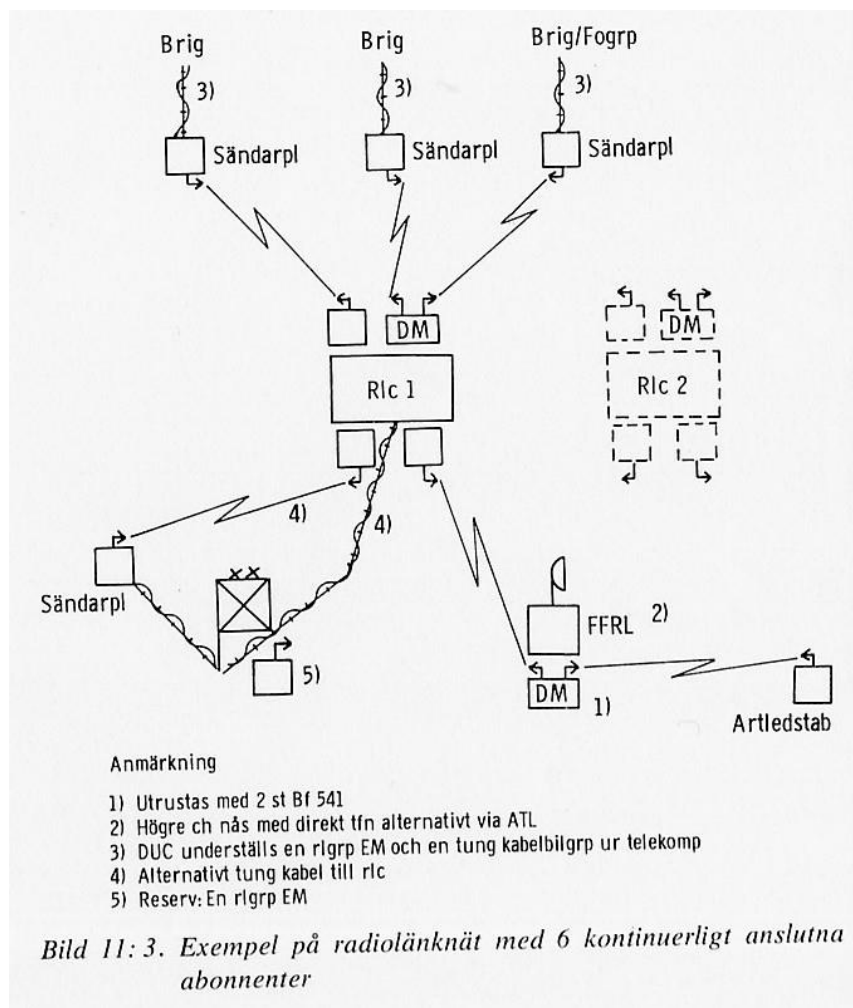 Brig Brig Brig/Fogrp
3) 3) 3)
Sändarpl Sändarpl Sändarpl
DM DM
Rlc 1 Rlc 2
4) 4)
Sändarpl
FFRL 2)
5)
DM 1)
Artledstab
Anmärkning
1) Utrustas med 2 st Bf 541
2) Högre ch nås med direkt tfn alternativt via ATL
3) DUC underställs en rlgrp EM och en tung kabelbilgrp ur telekomp
4) Alternativt tung kabel till rlc
5) Reserv: En rlgrp EM
Bild 11: 3. Exempel på radiolänknät med 6 kontinuerligt anslutna
abonnenter